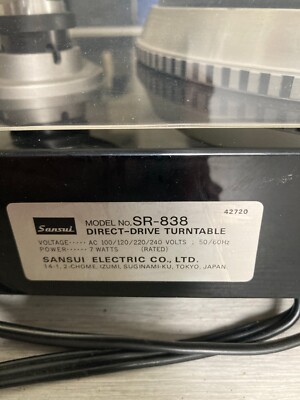 42720
Sansui
MODEL No. SR-838
DIRECT-DRIVE TURNTABLE
VOLTAGE····· AC 100/120/220/240 VOLTS , 50/60Hz
POWER······ 7 WATTS (RATED)
SANSUI ELECTRIC CO., LTD.
14-1, 2-CHOME, IZUMI, SUGINAMI-KU, TOKYO, JAPAN